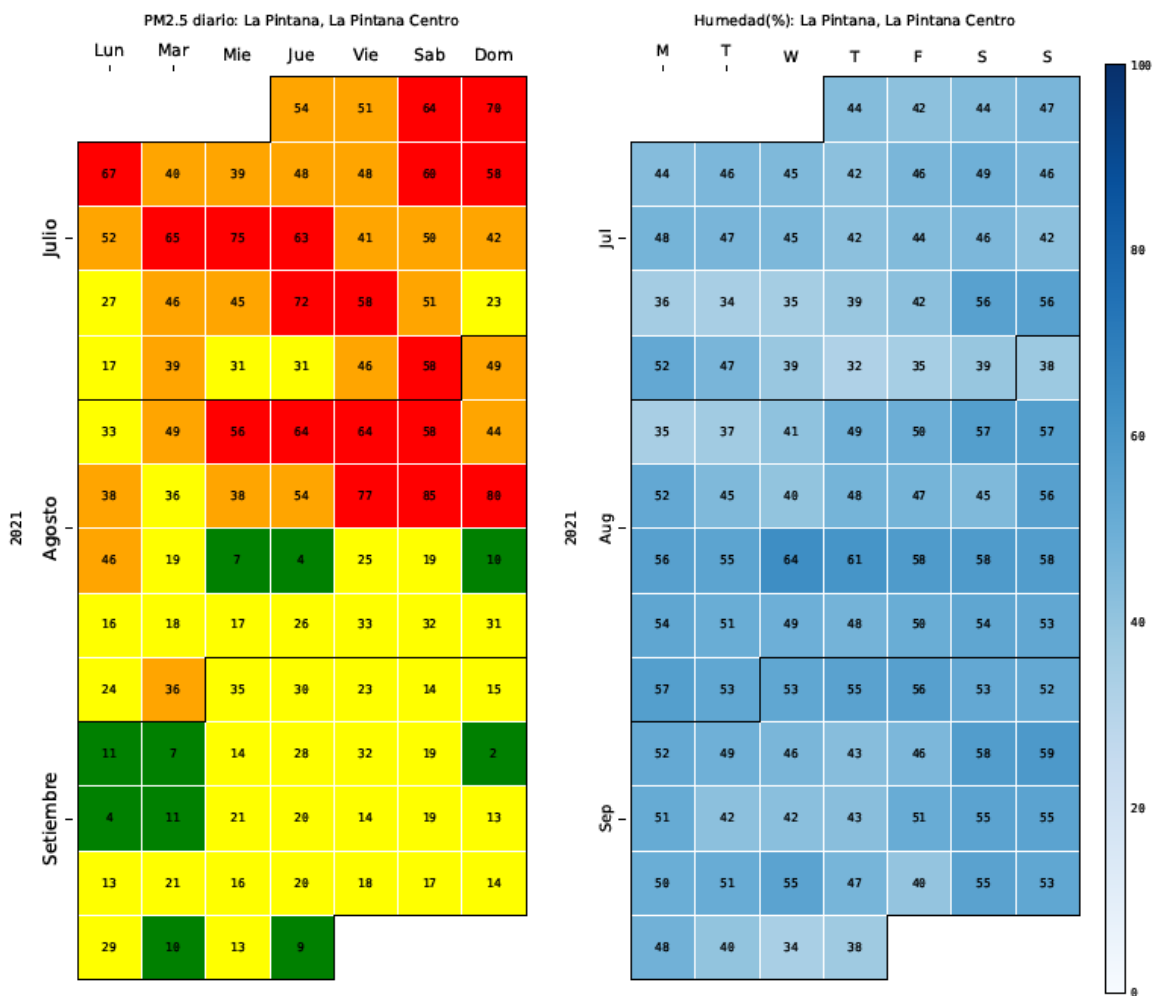 PM2.5 diario: La Pintana, La Pintana Centro
Lun Mar Mie Jue Vie Sab Dom
54 51 64 70
67 40 39 48 48 60 58
Julio 52 65 75 63 41 50 42
27 46 45 72 58 51 23
17 39 31 31 46 58 49
33 49 56 64 64 58 44
38 36 38 54 77 85 80
2021 Agosto
46 19 7 4 25 19 10
16 18 17 26 33 32 31
24 36 35 30 23 14 15
11 7 14 28 32 19 2
Setiembre 4 11 21 20 14 19 13
13 21 16 20 18 17 14
29 10 13 9
Humedad(%): La Pintana, La Pintana Centro
M T W T F S S
44 42 44 47
44 46 45 42 46 49 46
Jul 48 47 45 42 44 46 42
36 34 35 39 42 56 56
52 47 39 32 35 39 38
35 37 41 49 50 57 57
52 45 40 48 47 45 56
2021 Aug
56 55 64 61 58 58 58
54 51 49 48 50 54 53
57 53 53 55 56 53 52
52 49 46 43 46 58 59
Sep 51 42 42 43 51 55 55
50 51 55 47 40 55 53
48 40 34 38
100
80
60
40
20
0